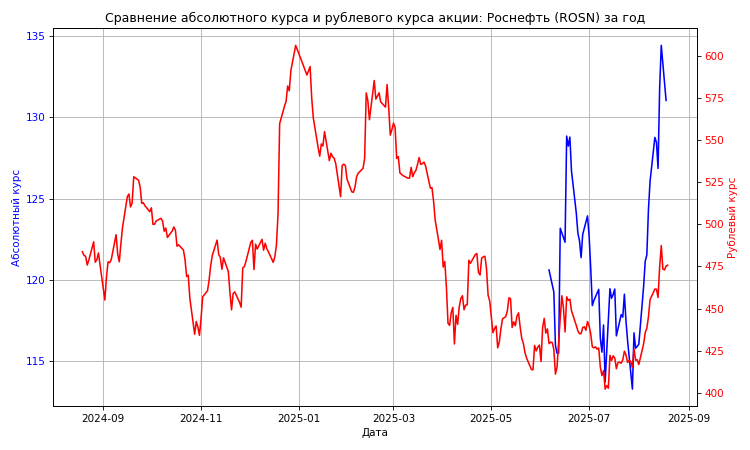 Сравнение абсолютного курса и рублевого курса акции: Роснефть (ROSN) за год
Абсолютный курс
135
130
125
120
115
600
575
550
525
500
475
450
425
400
Рублевый курс
2024-09 2024-11 2025-01 2025-03 2025-05 2025-07 2025-09
Дата